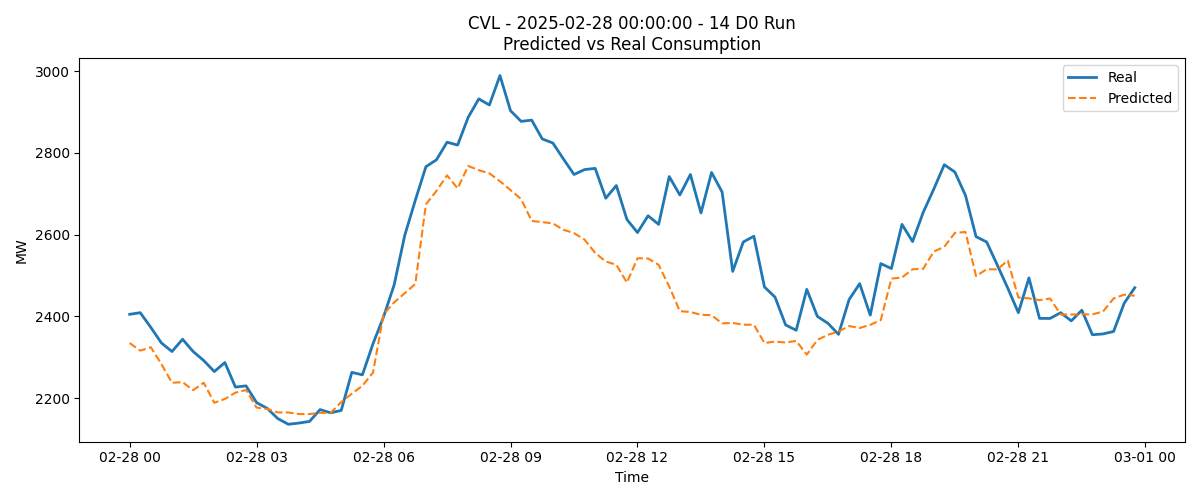 CVL - 2025-02-28 00:00:00 - 14 D0 Run
Predicted vs Real Consumption
3000
2800
2600
2400
2200
MW
Real
Predicted
02-28 00
02-28 03
02-28 06
02-28 09
02-28 12
02-28 15
02-28 18
02-28 21
03-01 00
Time